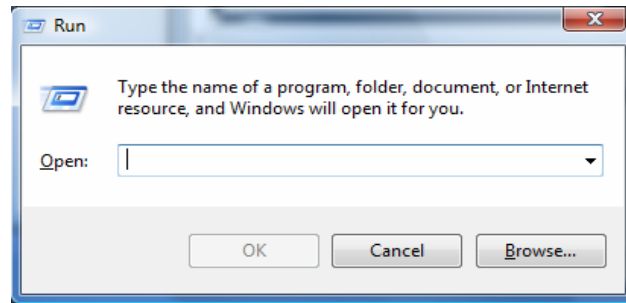 Run
Type the name of a program, folder, document, or Internet
resource, and Windows will open it for you.
Open:
OK Cancel Browse...